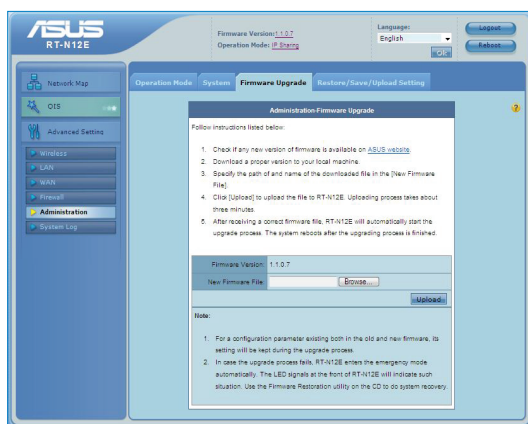 ASUS
RT-N12E
Firmware Version:1.1.0.7
Operation Mode: IP Sharing
Language:
English
Ok
Logout
Reboot
Network Map
OIS
Advanced Setting
Wireless
LAN
WAN
Firewall
Administration
System Log
Operation Mode
System
Firmware Upgrade
Restore/Save/Upload Setting
Administration-Firmware Upgrade
Follow instructions listed below:
1. Check if any new version of firmware is available on ASUS website.
2. Download a proper version to your local machine.
3. Specify the path of and name of the downloaded file in the [New Firmware
File].
4. Click [Upload] to upload the file to RT-N12E. Uploading process takes about
three minutes.
5. After receiving a correct firmware file, RT-N12E will automatically start the
upgrade process. The system reboots after the upgrading process is finished.
Firmware Version: 1.1.0.7
New Firmware File: Browse...
Upload
Note:
1. For a configuration parameter existing both in the old and new firmware, its
setting will be kept during the upgrade process.
2. In case the upgrade process fails, RT-N12E enters the emergency mode
automatically. The LED signals at the front of RT-N12E will indicate such
situation. Use the Firmware Restoration utility on the CD to do system recovery.
?